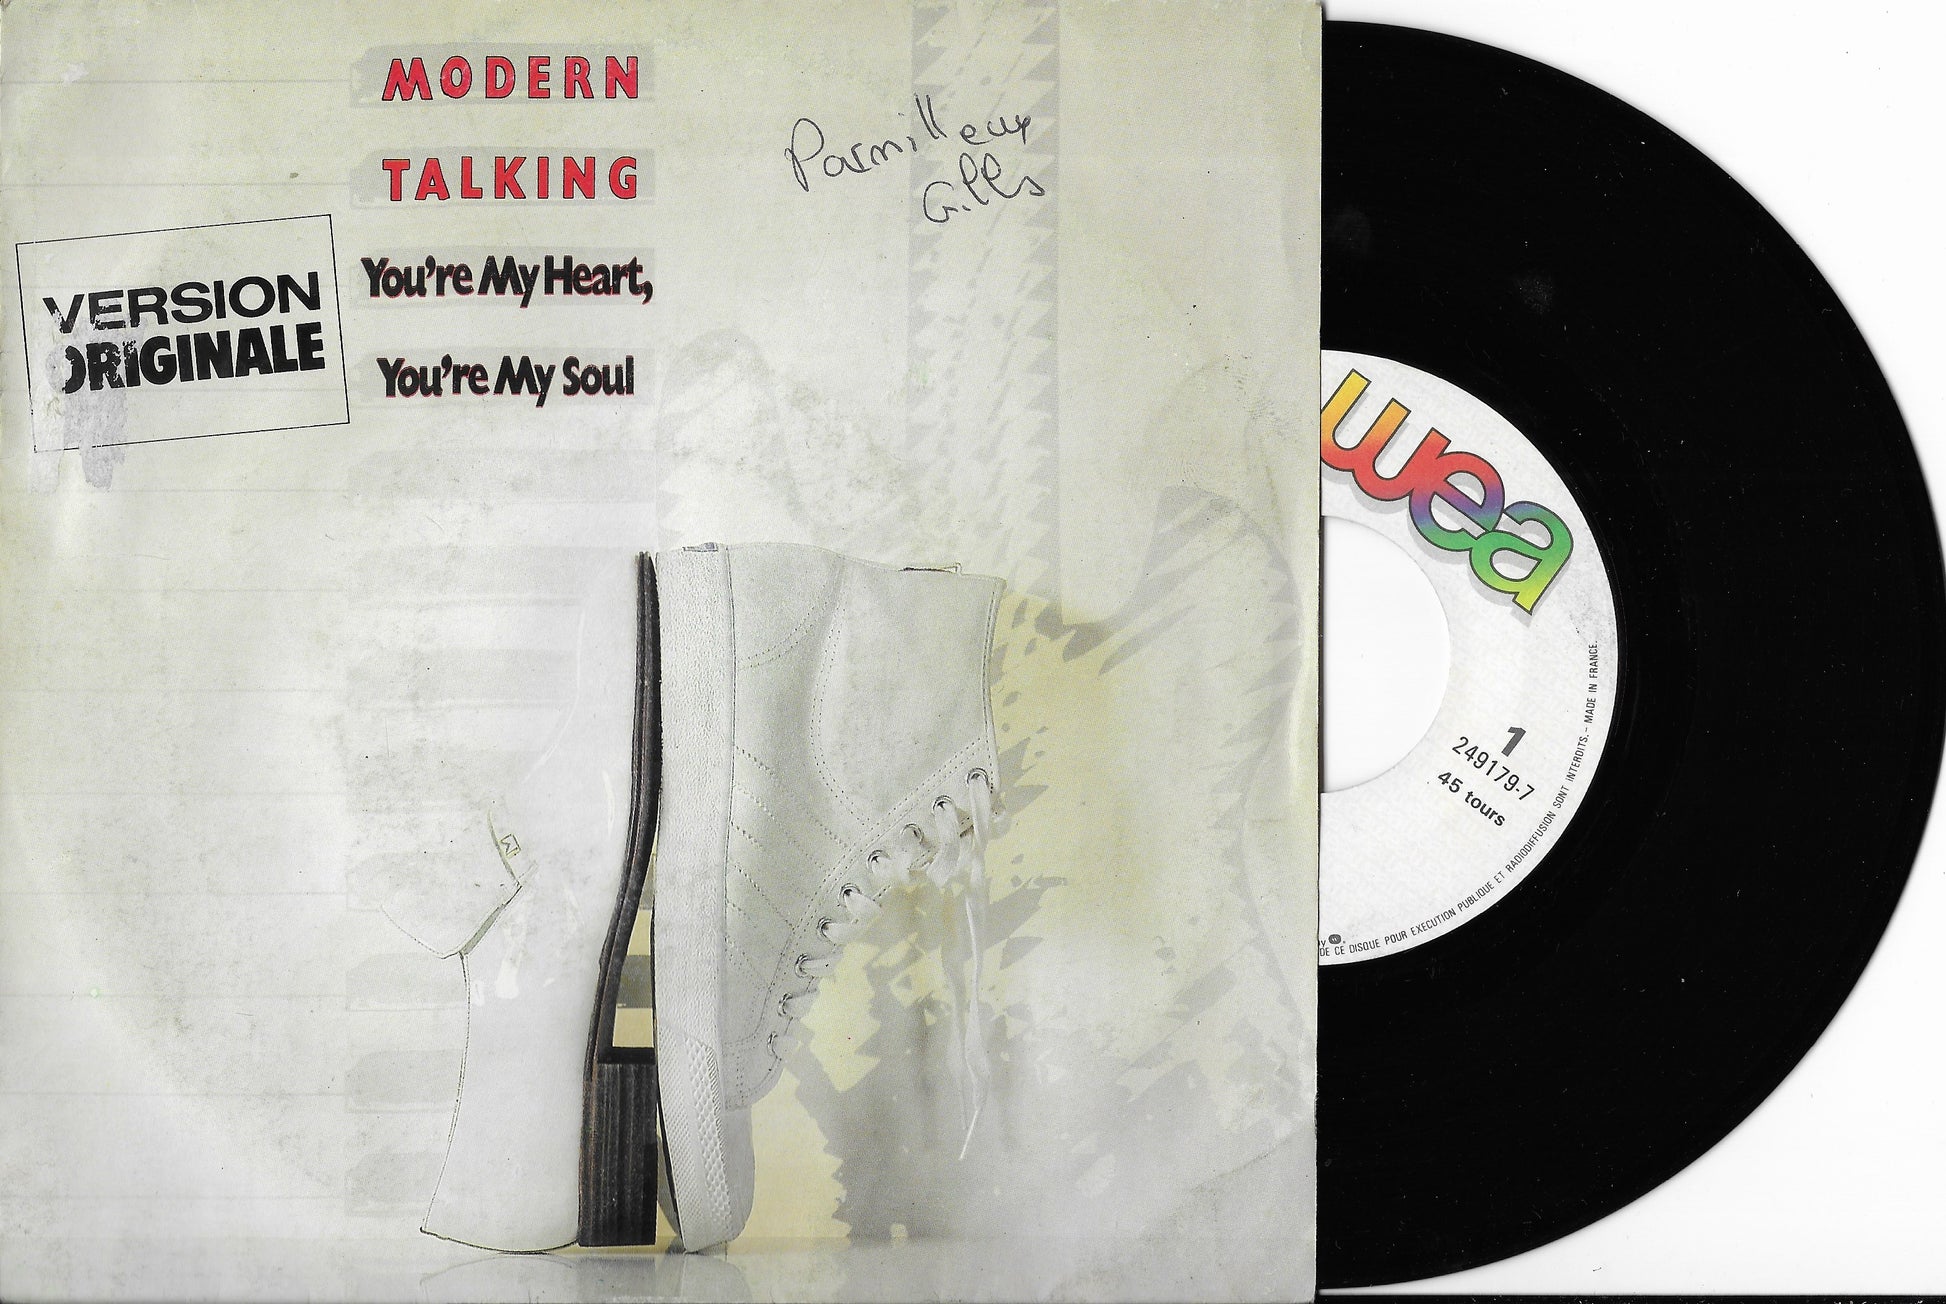 MODERN
TALKING
You're My Heart,
You're My Soul
VERSION
ORIGINALE
Parmilleux
Gilles
wea
1
249179-7
45 tours
DE CE DISQUE POUR EXECUTION PUBLIQUE ET RADIODIFFUSION SONT INTERDITS. - MADE IN FRANCE